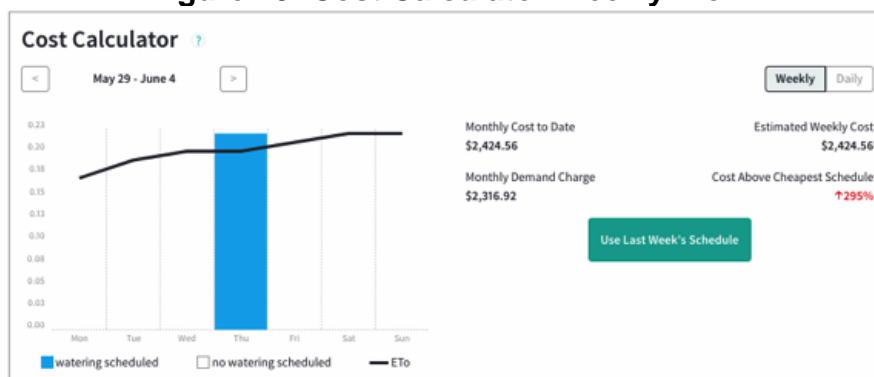 Cost Calculator ?
< May 29 - June 4 >
Weekly Daily
0.23
0.20
0.18
0.15
0.13
0.10
0.08
0.05
0.03
0.00
Mon Tue Wed Thu Fri Sat Sun
watering scheduled no watering scheduled ETo
Monthly Cost to Date Estimated Weekly Cost
$2,424.56 $2,424.56
Monthly Demand Charge Cost Above Cheapest Schedule
$2,316.92 ↑295%
Use Last Week's Schedule